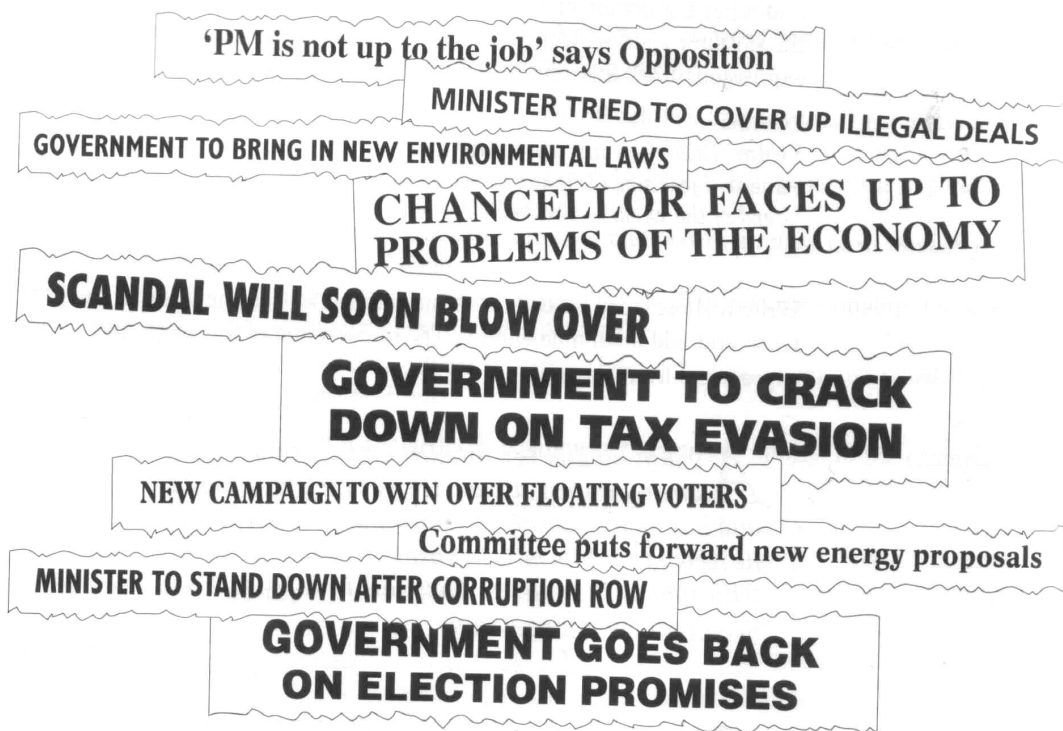 ‘PM is not up to the job’ says Opposition
MINISTER TRIED TO COVER UP ILLEGAL DEALS
GOVERNMENT TO BRING IN NEW ENVIRONMENTAL LAWS
CHANCELLOR FACES UP TO
PROBLEMS OF THE ECONOMY
SCANDAL WILL SOON BLOW OVER
GOVERNMENT TO CRACK
DOWN ON TAX EVASION
NEW CAMPAIGN TO WIN OVER FLOATING VOTERS
Committee puts forward new energy proposals
MINISTER TO STAND DOWN AFTER CORRUPTION ROW
GOVERNMENT GOES BACK
ON ELECTION PROMISES